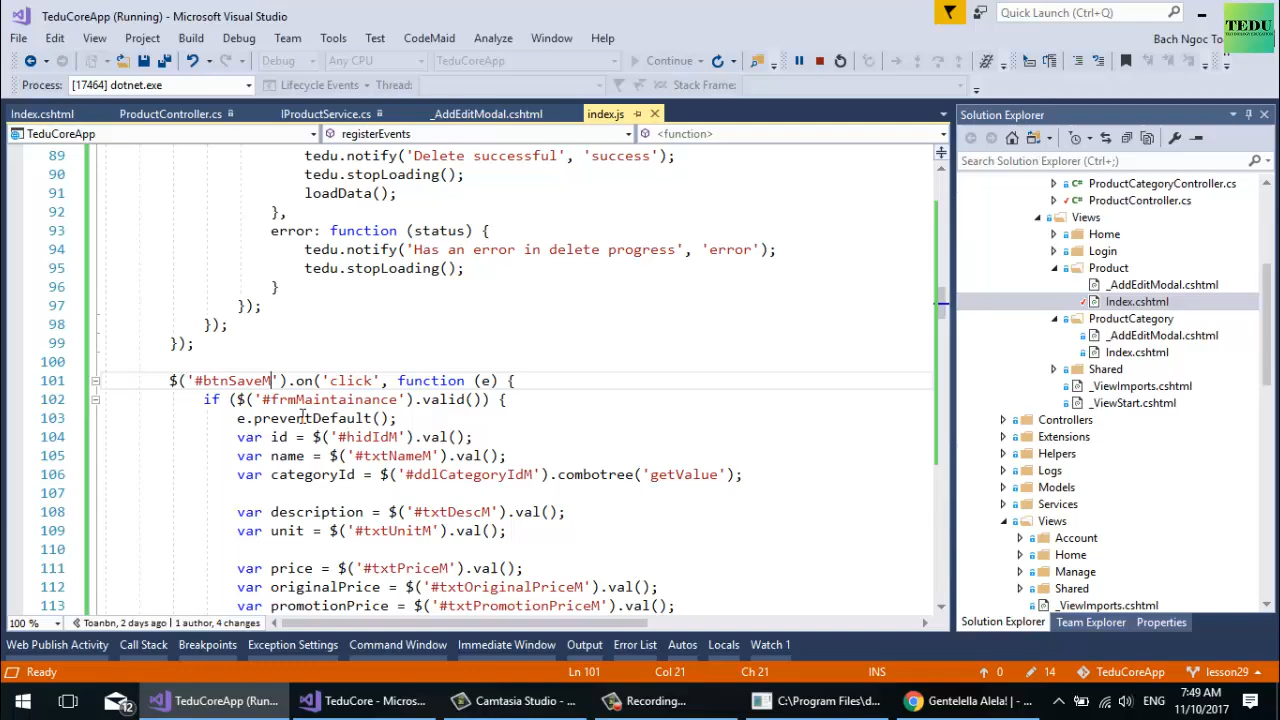 TeduCoreApp (Running) - Microsoft Visual Studio
Quick Launch (Ctrl+Q)
TEDU
TECHNOLOGY EDUCATION
File Edit View Project Build Debug Team Tools Test CodeMaid Analyze Window Help
Bach Ngoc To
Debug Any CPU TeduCoreApp Continue
Process: [17464] dotnet.exe Lifecycle Events Thread: Stack Frame:
Index.cshtml ProductController.cs IProductService.cs _AddEditModal.cshtml index.js
TeduCoreApp registerEvents <function>
89 tedu.notify('Delete successful', 'success');
90 tedu.stopLoading();
91 loadData();
92 },
93 error: function (status) {
94 tedu.notify('Has an error in delete progress', 'error');
95 tedu.stopLoading();
96 }
97 });
98 });
99 });
100
101 $('#btnSaveM').on('click', function (e) {
102 if ($('#frmMaintainance').valid()) {
103 e.preventDefault();
104 var id = $('#hidIdM').val();
105 var name = $('#txtNameM').val();
106 var categoryId = $('#ddlCategoryIdM').combotree('getValue');
107
108 var description = $('#txtDescM').val();
109 var unit = $('#txtUnitM').val();
110
111 var price = $('#txtPriceM').val();
112 var originalPrice = $('#txtOriginalPriceM').val();
113 var promotionPrice = $('#txtPromotionPriceM').val();
100 % Toanbn, 2 days ago | 1 author, 4 changes
Solution Explorer
Search Solution Explorer (Ctrl+;)
C# ProductCategoryController.cs
C# ProductController.cs
Views
Home
Login
Product
_AddEditModal.cshtml
Index.cshtml
ProductCategory
_AddEditModal.cshtml
Index.cshtml
Shared
_ViewImports.cshtml
_ViewStart.cshtml
Controllers
Extensions
Helpers
Logs
Models
Services
Views
Account
Home
Manage
Shared
_ViewImports.cshtml
Solution Explorer Team Explorer Properties
Web Publish Activity Call Stack Breakpoints Exception Settings Command Window Immediate Window Output Error List Autos Locals Watch 1
Ready Ln 101 Col 21 Ch 21 INS 0 14 TeduCoreApp lesson29
12 TeduCoreApp (Run... TeduCore - Micros... Camtasia Studio - ... Recording... C:\Program Files\d... Gentelella Alela! | -... ENG
7:49 AM
11/10/2017